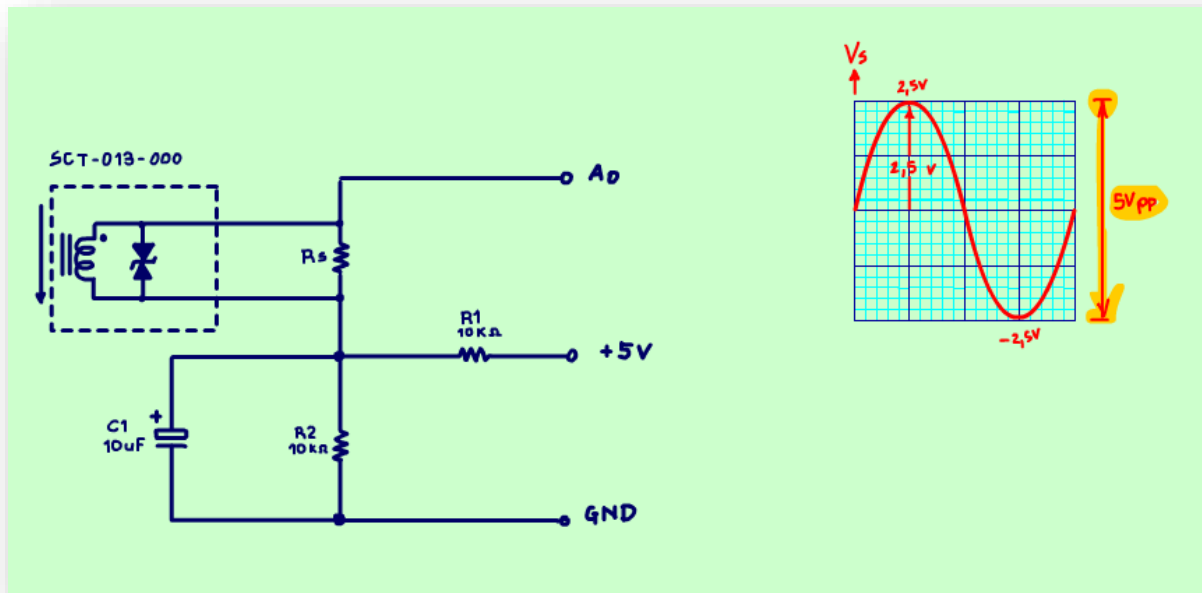 SCT-013-000
A0
Rs
R1
10KΩ
+5V
C1
10uF
+
R2
10kΩ
GND
Vs
2,5V
2,5 V
5Vpp
-2,5V